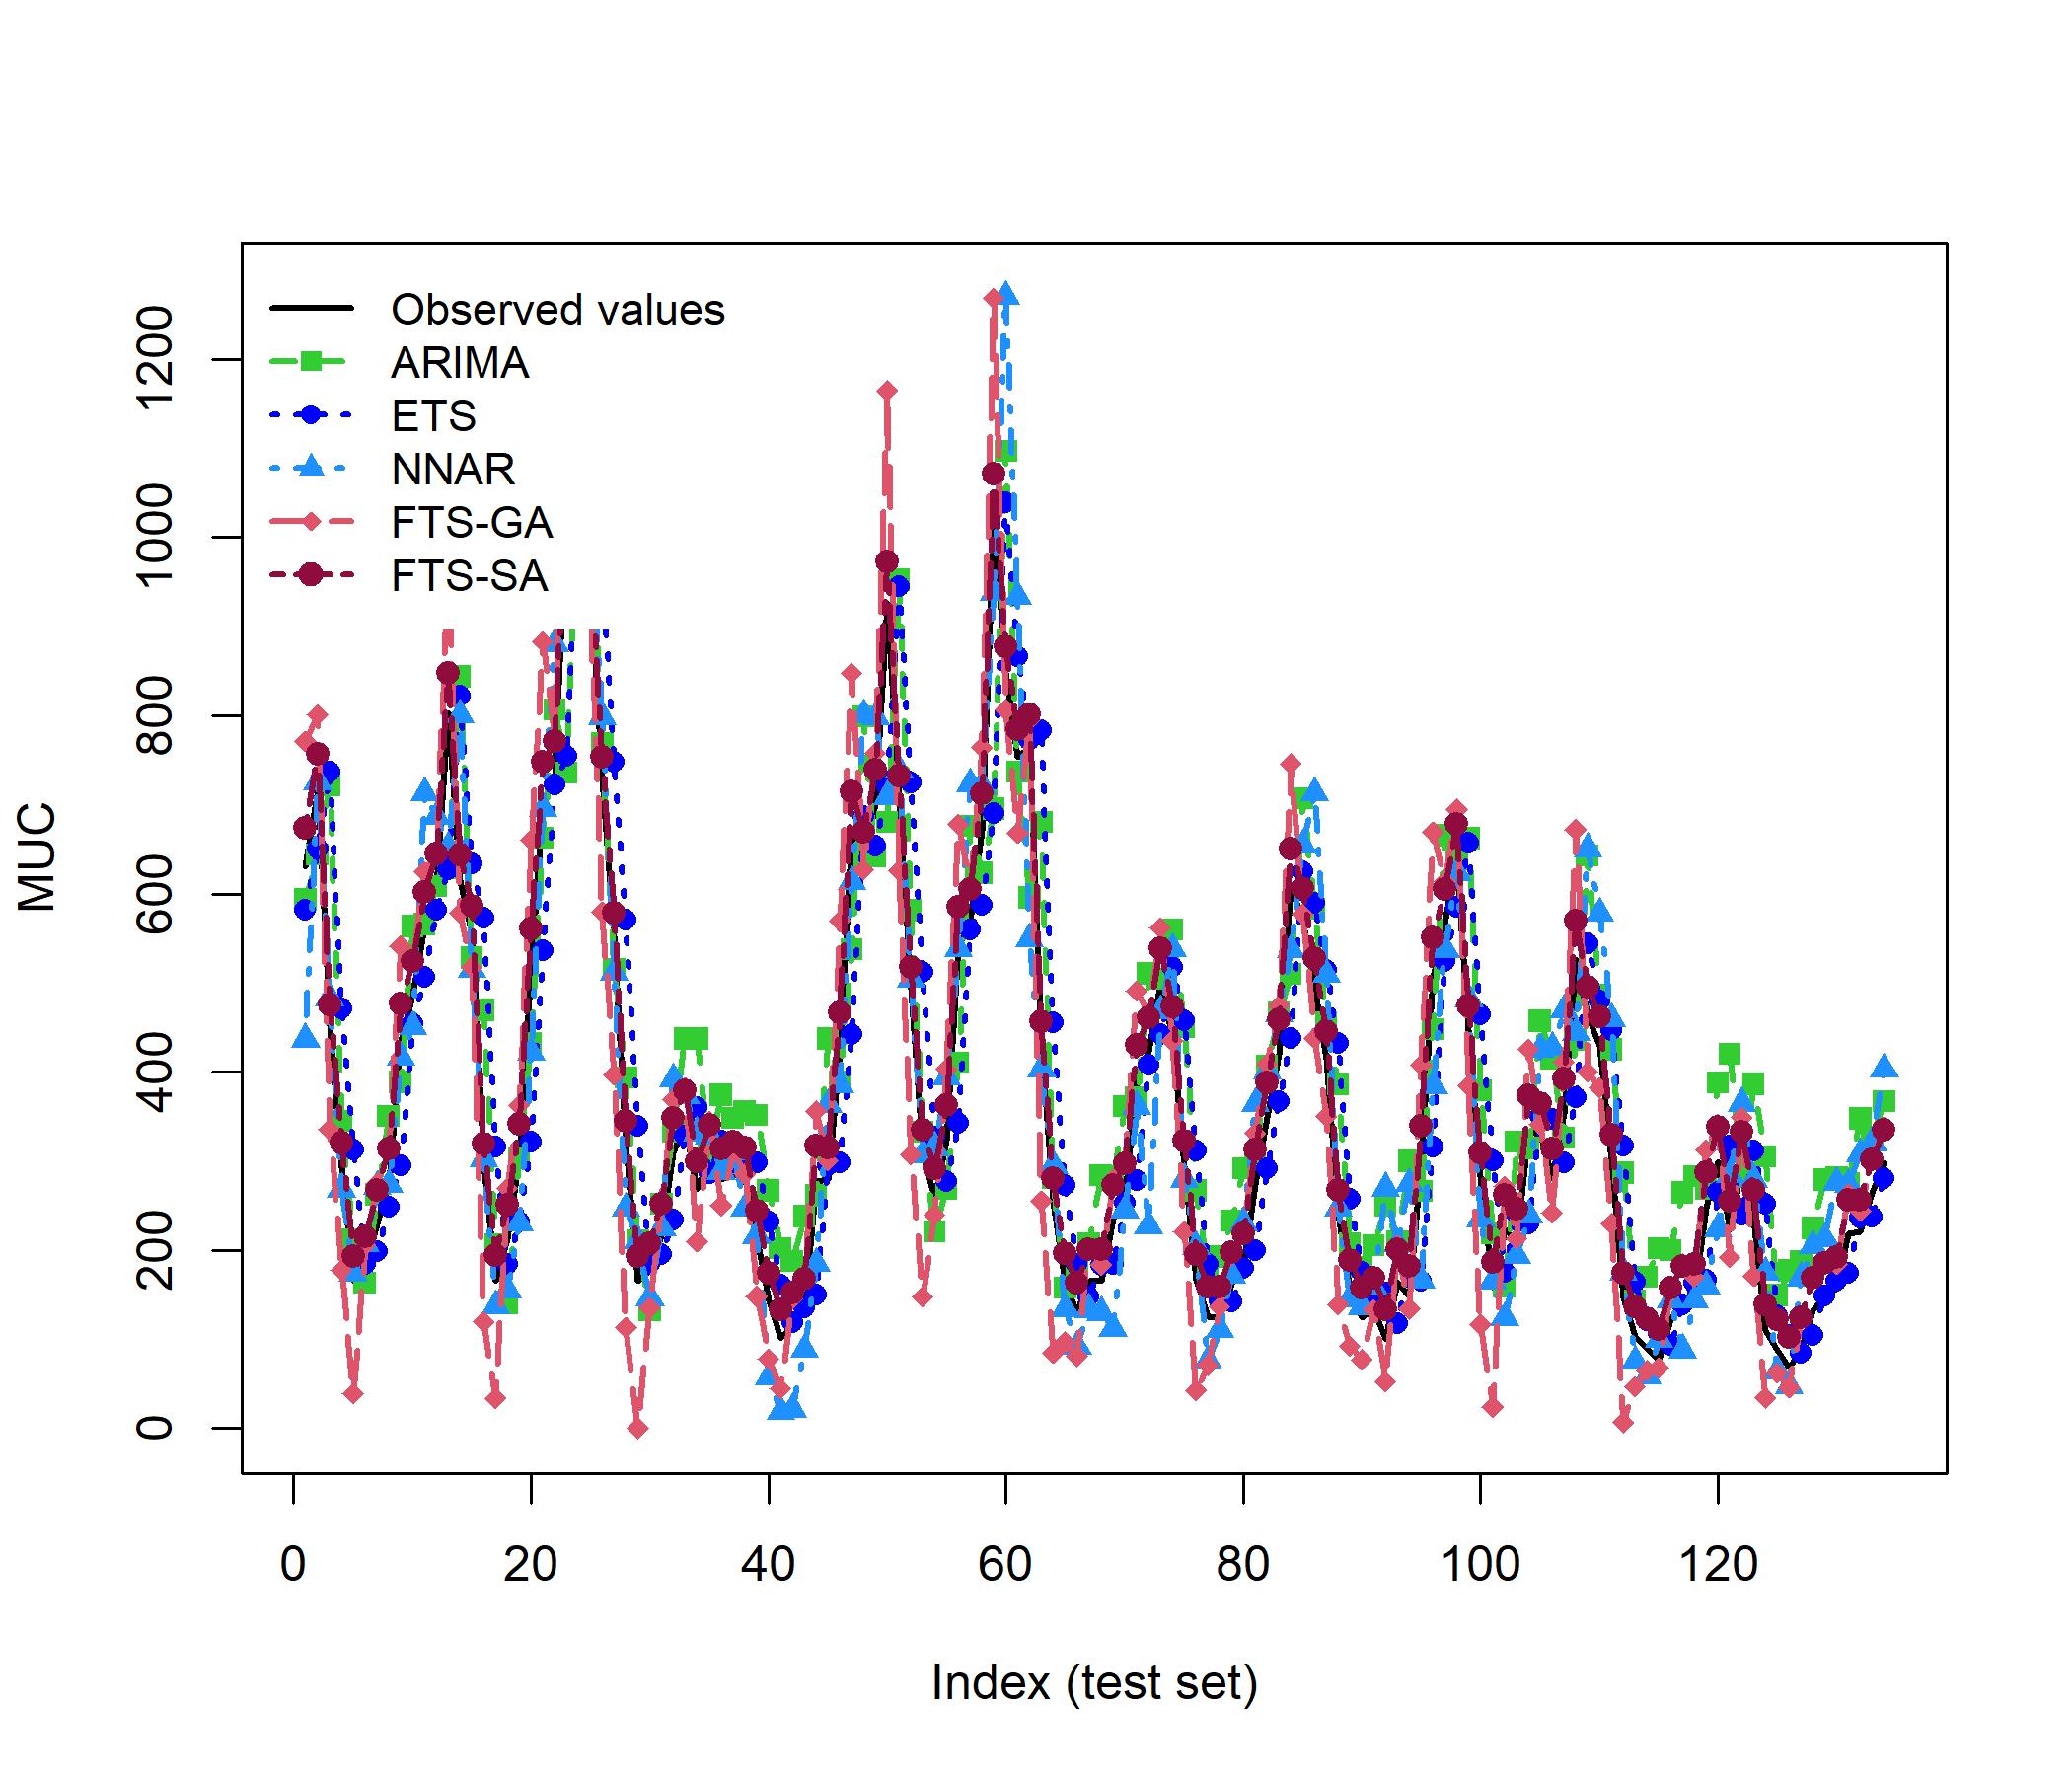 Observed values
ARIMA
ETS
NNAR
FTS-GA
FTS-SA
MUC
1200
1000
800
600
400
200
0
0 20 40 60 80 100 120
Index (test set)